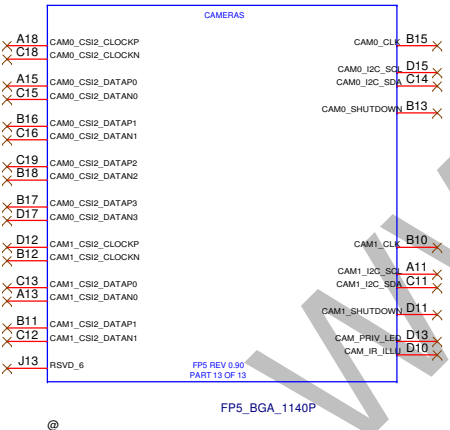 CAMERAS
A18 CAM0_CSI2_CLOCKP
C18 CAM0_CSI2_CLOCKN
A15 CAM0_CSI2_DATAP0
C15 CAM0_CSI2_DATAN0
B16 CAM0_CSI2_DATAP1
C16 CAM0_CSI2_DATAN1
C19 CAM0_CSI2_DATAP2
B18 CAM0_CSI2_DATAN2
B17 CAM0_CSI2_DATAP3
D17 CAM0_CSI2_DATAN3
D12 CAM1_CSI2_CLOCKP
B12 CAM1_CSI2_CLOCKN
C13 CAM1_CSI2_DATAP0
A13 CAM1_CSI2_DATAN0
B11 CAM1_CSI2_DATAP1
C12 CAM1_CSI2_DATAN1
J13 RSVD_6
CAM0_CLK B15
CAM0_I2C_SCL D15
CAM0_I2C_SDA C14
CAM0_SHUTDOWN B13
CAM1_CLK B10
CAM1_I2C_SCL A11
CAM1_I2C_SDA C11
CAM1_SHUTDOWN D11
CAM_PRIV_LED D13
CAM_IR_ILLU D10
FP5 REV 0.90
PART 13 OF 13
FP5_BGA_1140P
@